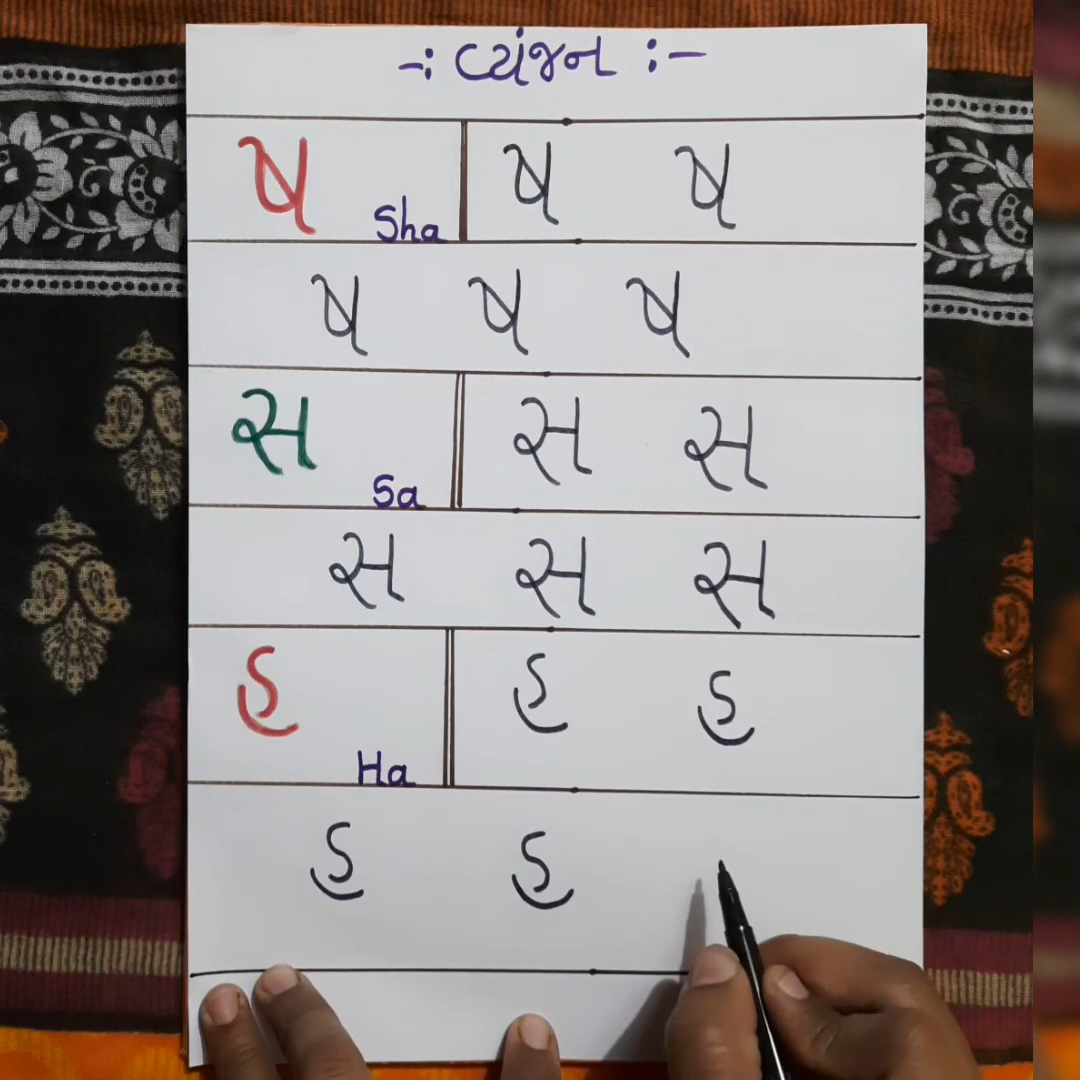 -: વ્યંજન :-
ષ Sha ષ ષ
ષ ષ ષ
સ Sa સ સ
સ સ સ
હ Ha હ હ
હ હ